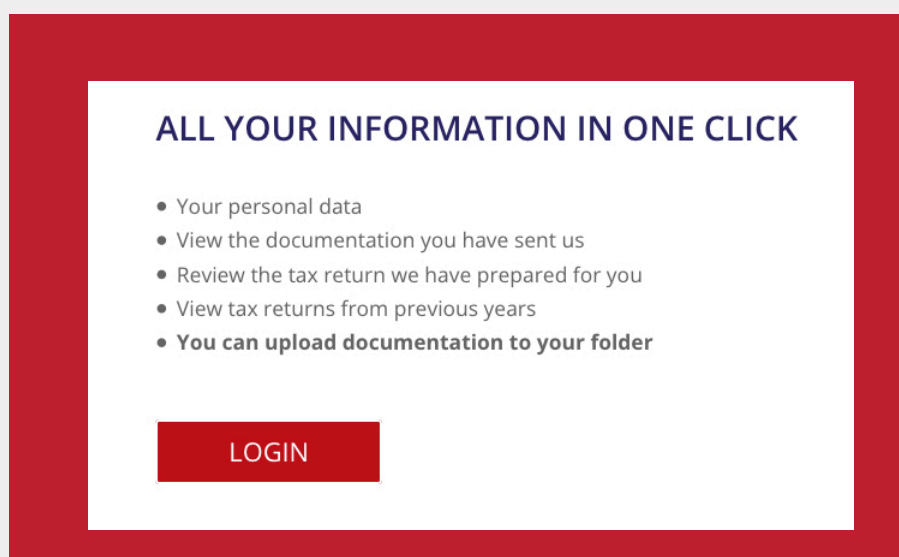 ALL YOUR INFORMATION IN ONE CLICK
• Your personal data
• View the documentation you have sent us
• Review the tax return we have prepared for you
• View tax returns from previous years
• You can upload documentation to your folder
LOGIN